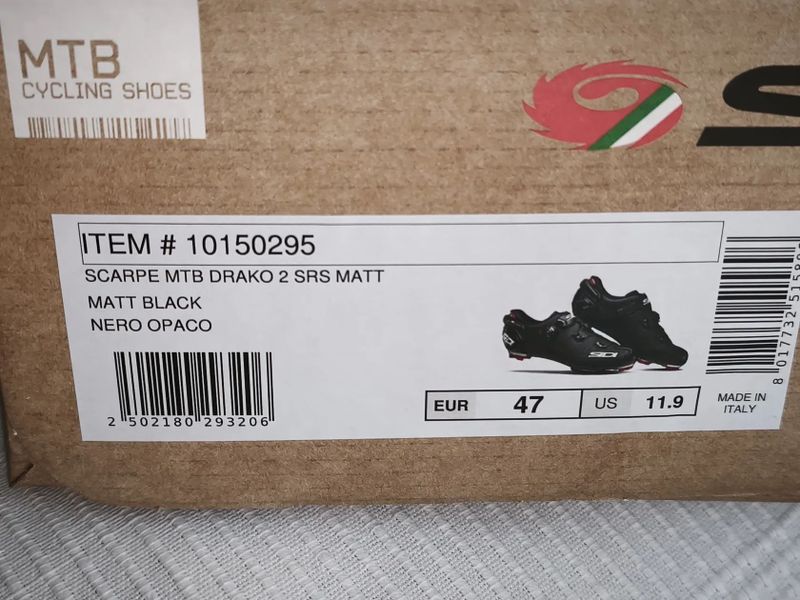 MTB
CYCLING SHOES
ITEM # 10150295
SCARPE MTB DRAKO 2 SRS MATT
MATT BLACK
NERO OPACO
2 502180 293206
SIDI
EUR 47 US 11.9
MADE IN
ITALY